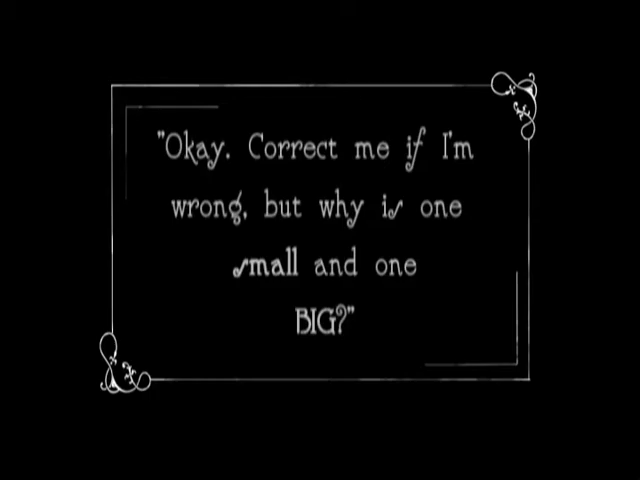 "Okay. Correct me if I'm
wrong, but why is one
small and one
BIG?"